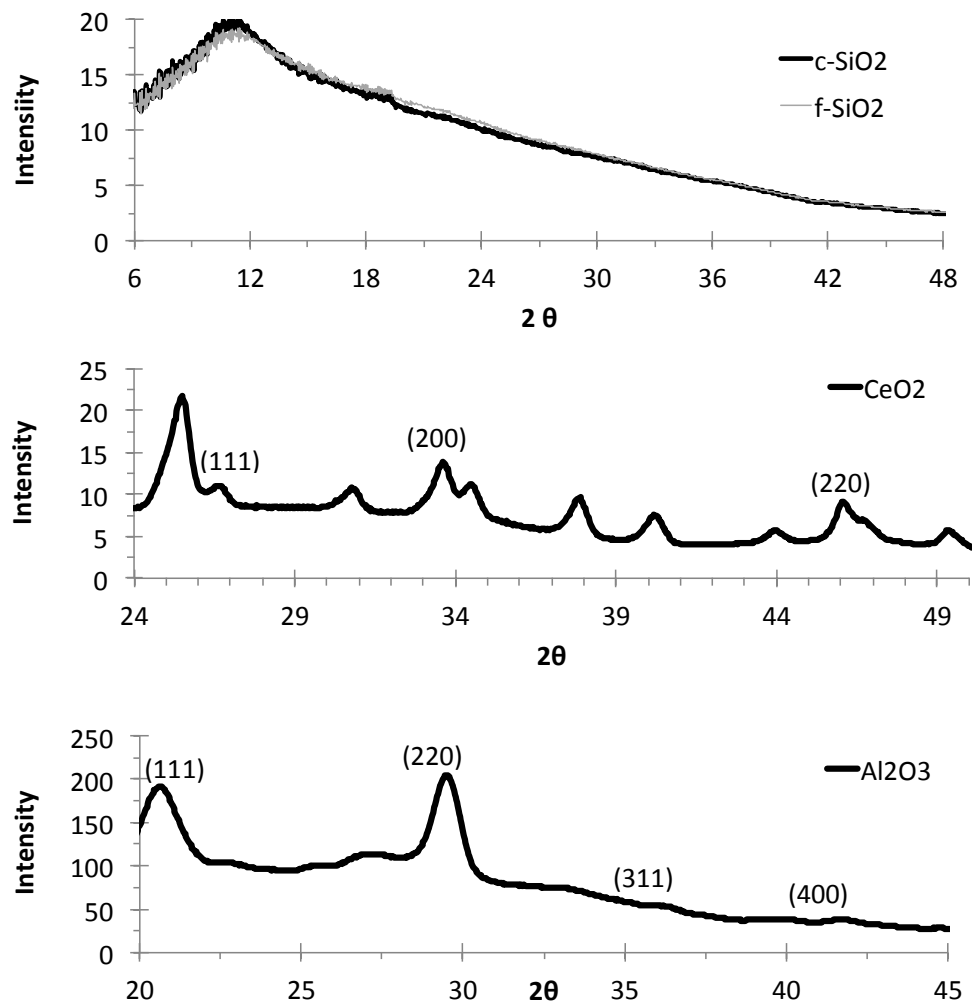 20
15
10
5
0
Intensiity
c-SiO2
f-SiO2
6 12 18 24 30 36 42 48
2 θ
25
20
15
10
5
0
Intensity
CeO2
(111)
(200)
(220)
24 29 34 39 44 49
2θ
250
200
150
100
50
0
Intensity
Al2O3
(111)
(220)
(311)
(400)
20 25 30 35 40 45
2θ